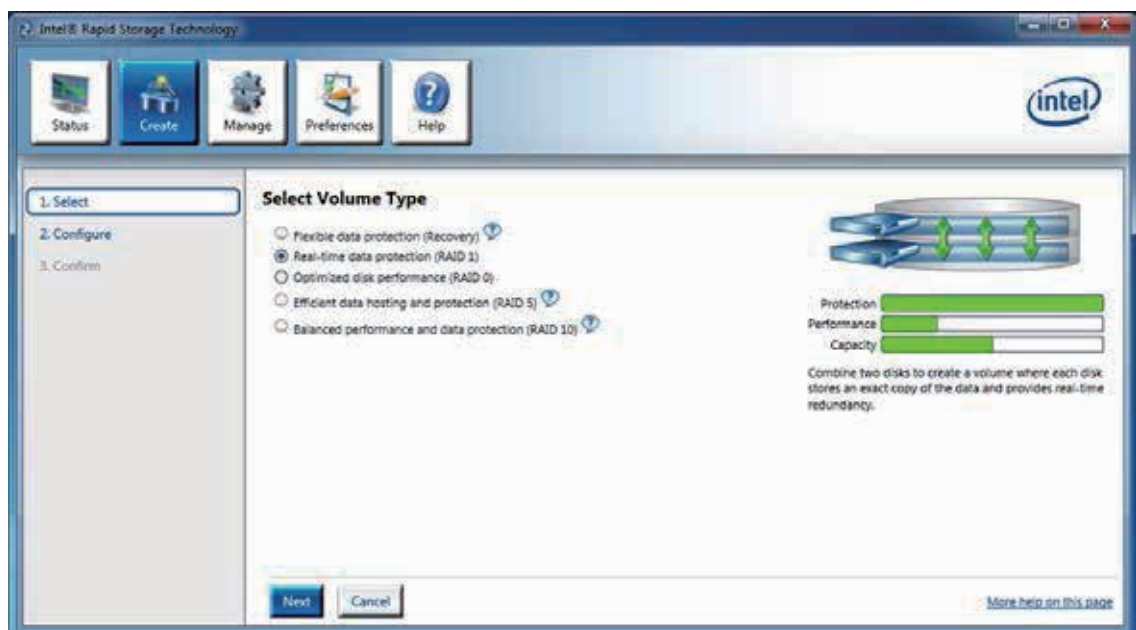 Intel® Rapid Storage Technology
Status
Create
Manage
Preferences
Help
intel
1. Select
2. Configure
3. Confirm
Select Volume Type
Flexible data protection (Recovery)
Real-time data protection (RAID 1)
Optimized disk performance (RAID 0)
Efficient data hosting and protection (RAID 5)
Balanced performance and data protection (RAID 10)
Protection
Performance
Capacity
Combine two disks to create a volume where each disk
stores an exact copy of the data and provides real-time
redundancy.
Next
Cancel
More help on this page